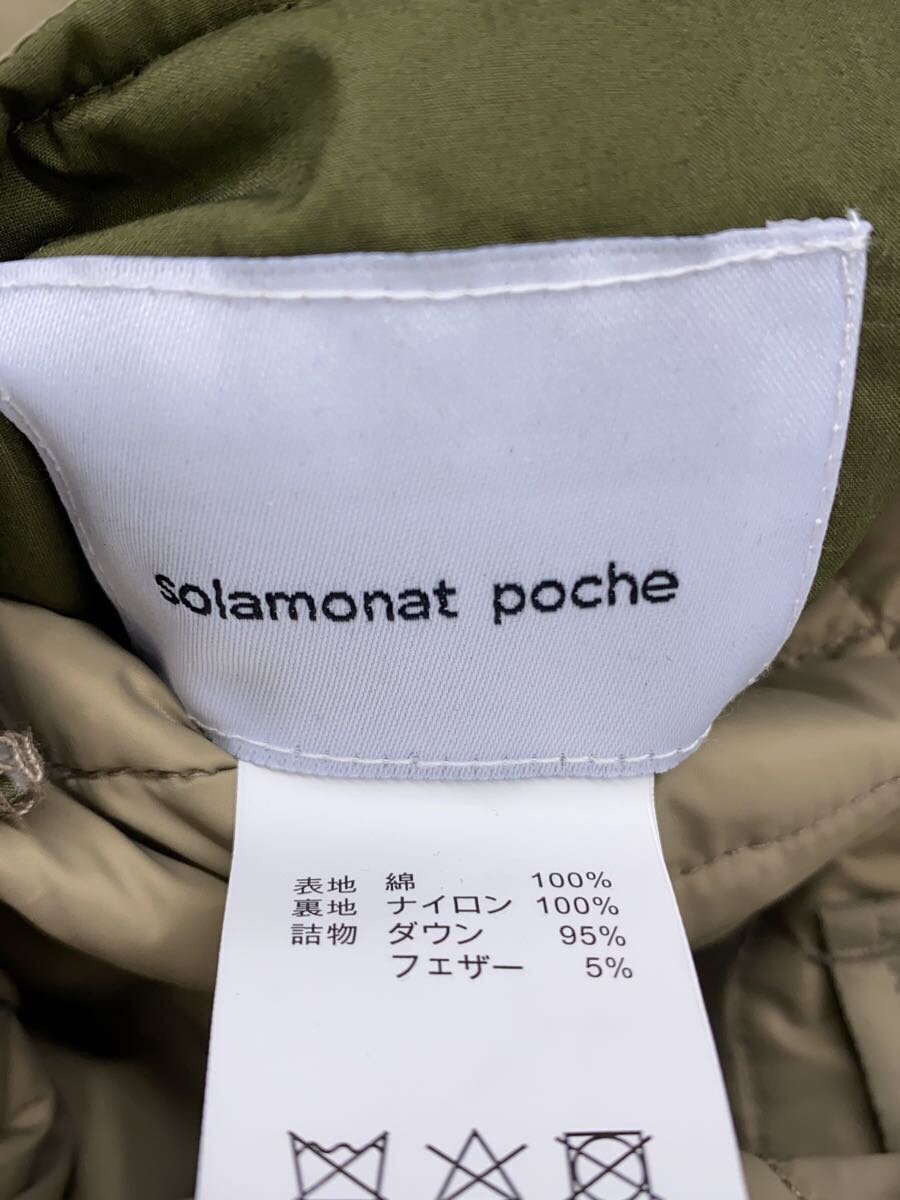 solamonat poche
表地 綿 100%
裏地 ナイロン 100%
詰物 ダウン 95%
フェザー 5%